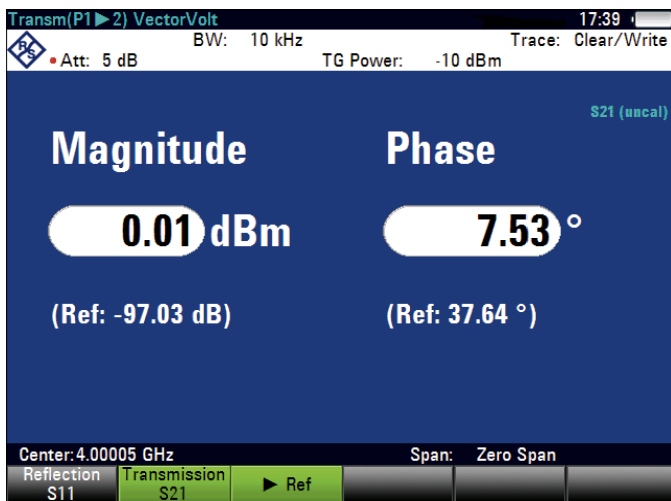 Transm(P1►2) VectorVolt 17:39
BW: 10 kHz Trace: Clear/Write
R&S
• Att: 5 dB TG Power: -10 dBm
S21 (uncal)
Magnitude Phase
0.01 dBm 7.53 °
(Ref: -97.03 dB) (Ref: 37.64 °)
Center: 4.00005 GHz Span: Zero Span
Reflection S11
Transmission S21
► Ref